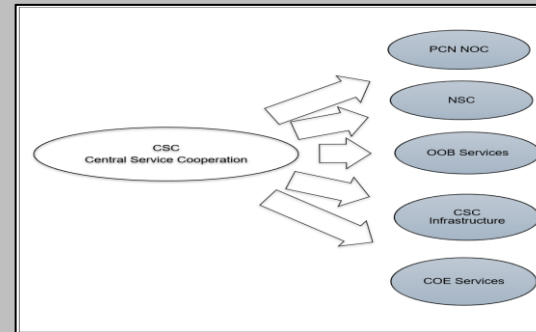 PCN NOC
NSC
CSC
Central Service Cooperation
OOB Services
CSC
Infrastructure
COE Services